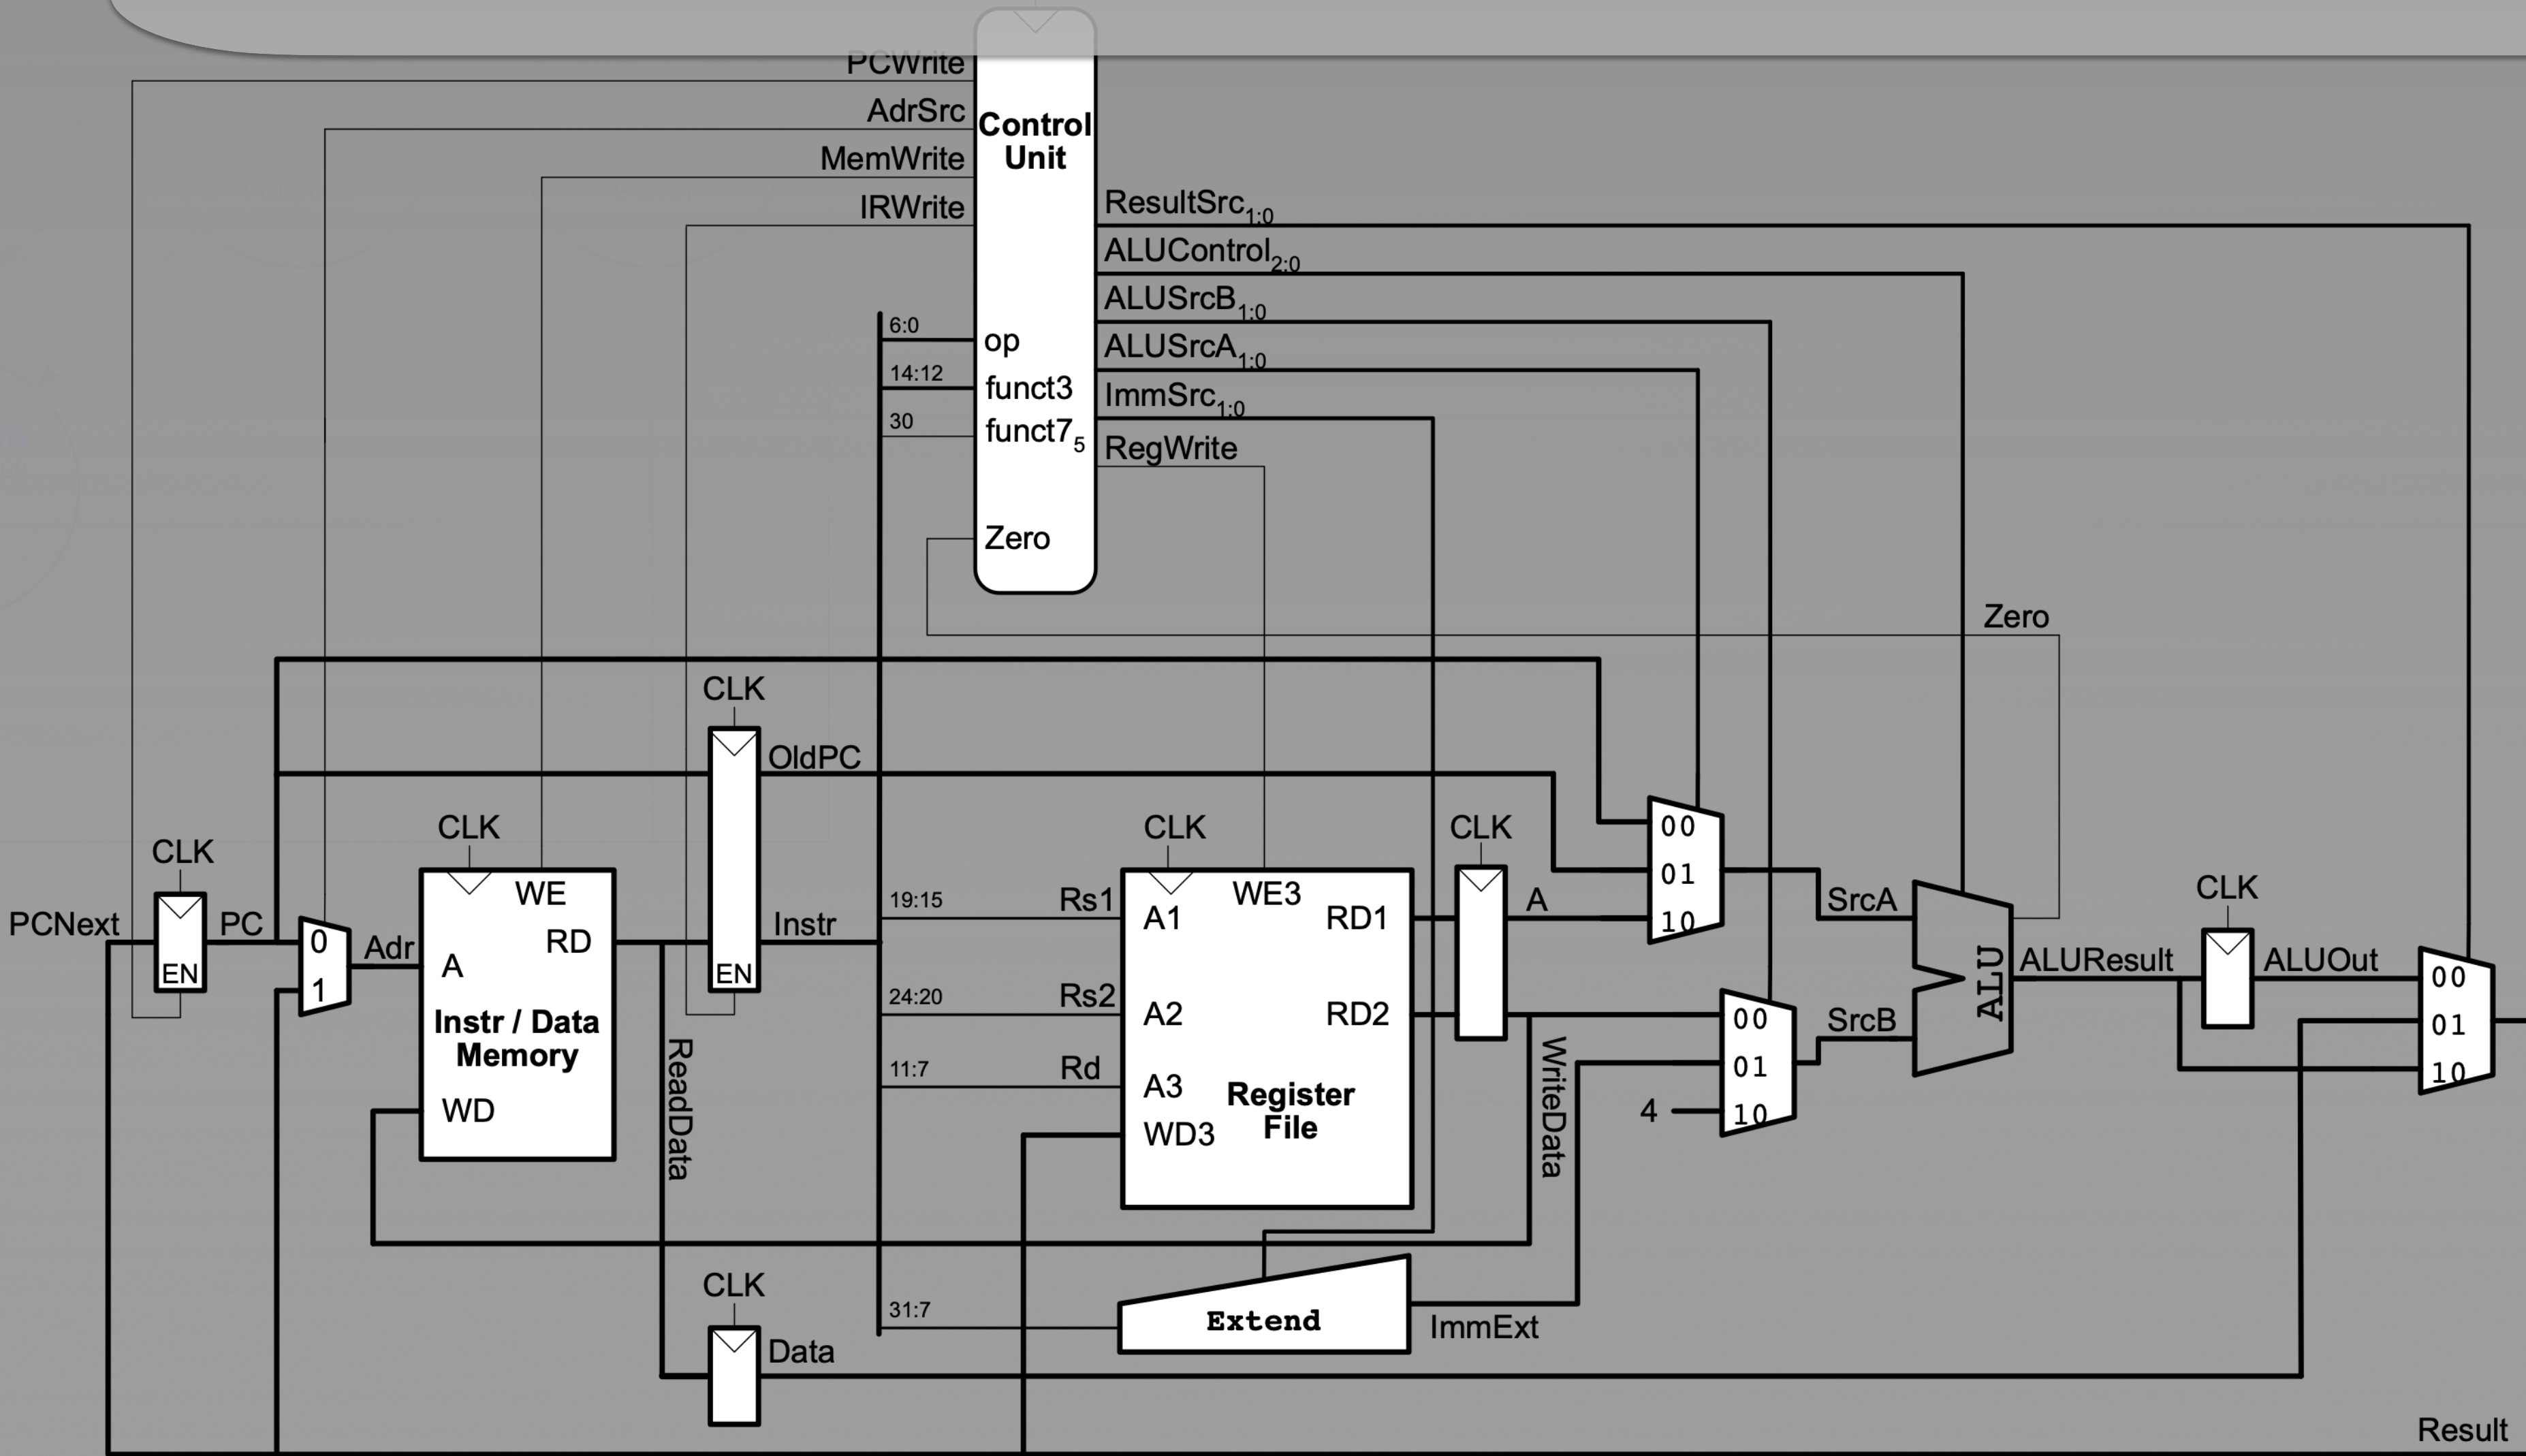 PCWrite
AdrSrc
MemWrite
IRWrite
Control
Unit
ResultSrc1:0
ALUControl2:0
ALUSrcB1:0
ALUSrcA1:0
ImmSrc1:0
RegWrite
6:0
op
14:12
funct3
30
funct75
Zero
Zero
CLK
OldPC
CLK
CLK
CLK
CLK
CLK
PCNext
EN
PC
0
1
Adr
WE
A
RD
Instr / Data
Memory
WD
ReadData
EN
Instr
19:15
Rs1
24:20
Rs2
11:7
Rd
A1
WE3
RD1
A2
RD2
A3
WD3
Register
File
A
WriteData
00
01
10
00
01
10
4
SrcA
SrcB
ALU
ALUResult
ALUOut
00
01
10
CLK
Data
31:7
Extend
ImmExt
Result